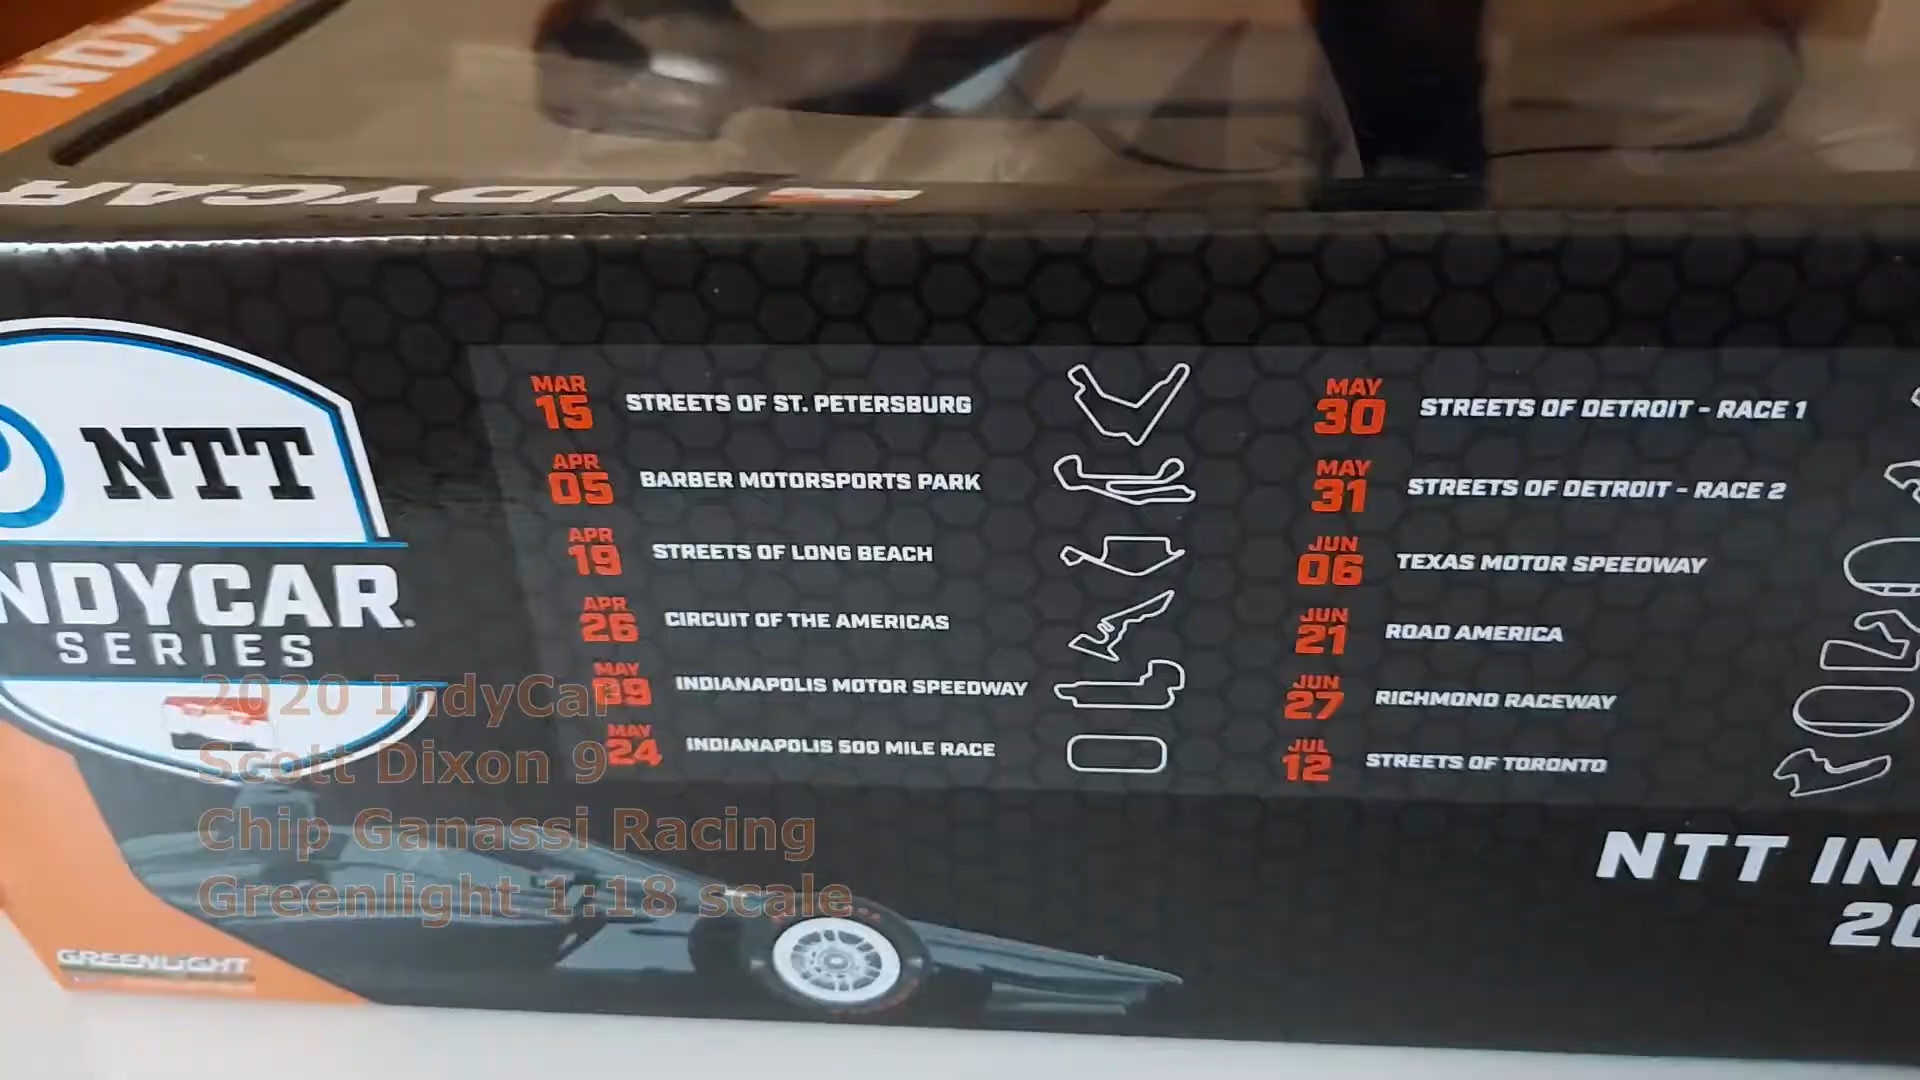 DIXON
INDYCAR
NTT
INDYCAR
SERIES
MAR
15 STREETS OF ST. PETERSBURG
APR
05 BARBER MOTORSPORTS PARK
APR
19 STREETS OF LONG BEACH
APR
26 CIRCUIT OF THE AMERICAS
MAY
09 INDIANAPOLIS MOTOR SPEEDWAY
MAY
24 INDIANAPOLIS 500 MILE RACE
MAY
30 STREETS OF DETROIT - RACE 1
MAY
31 STREETS OF DETROIT - RACE 2
JUN
06 TEXAS MOTOR SPEEDWAY
JUN
21 ROAD AMERICA
JUN
27 RICHMOND RACEWAY
JUL
12 STREETS OF TORONTO
2020 IndyCar
Scott Dixon 9
Chip Ganassi Racing
Greenlight 1:18 scale
GREENLIGHT
NTT IN
20